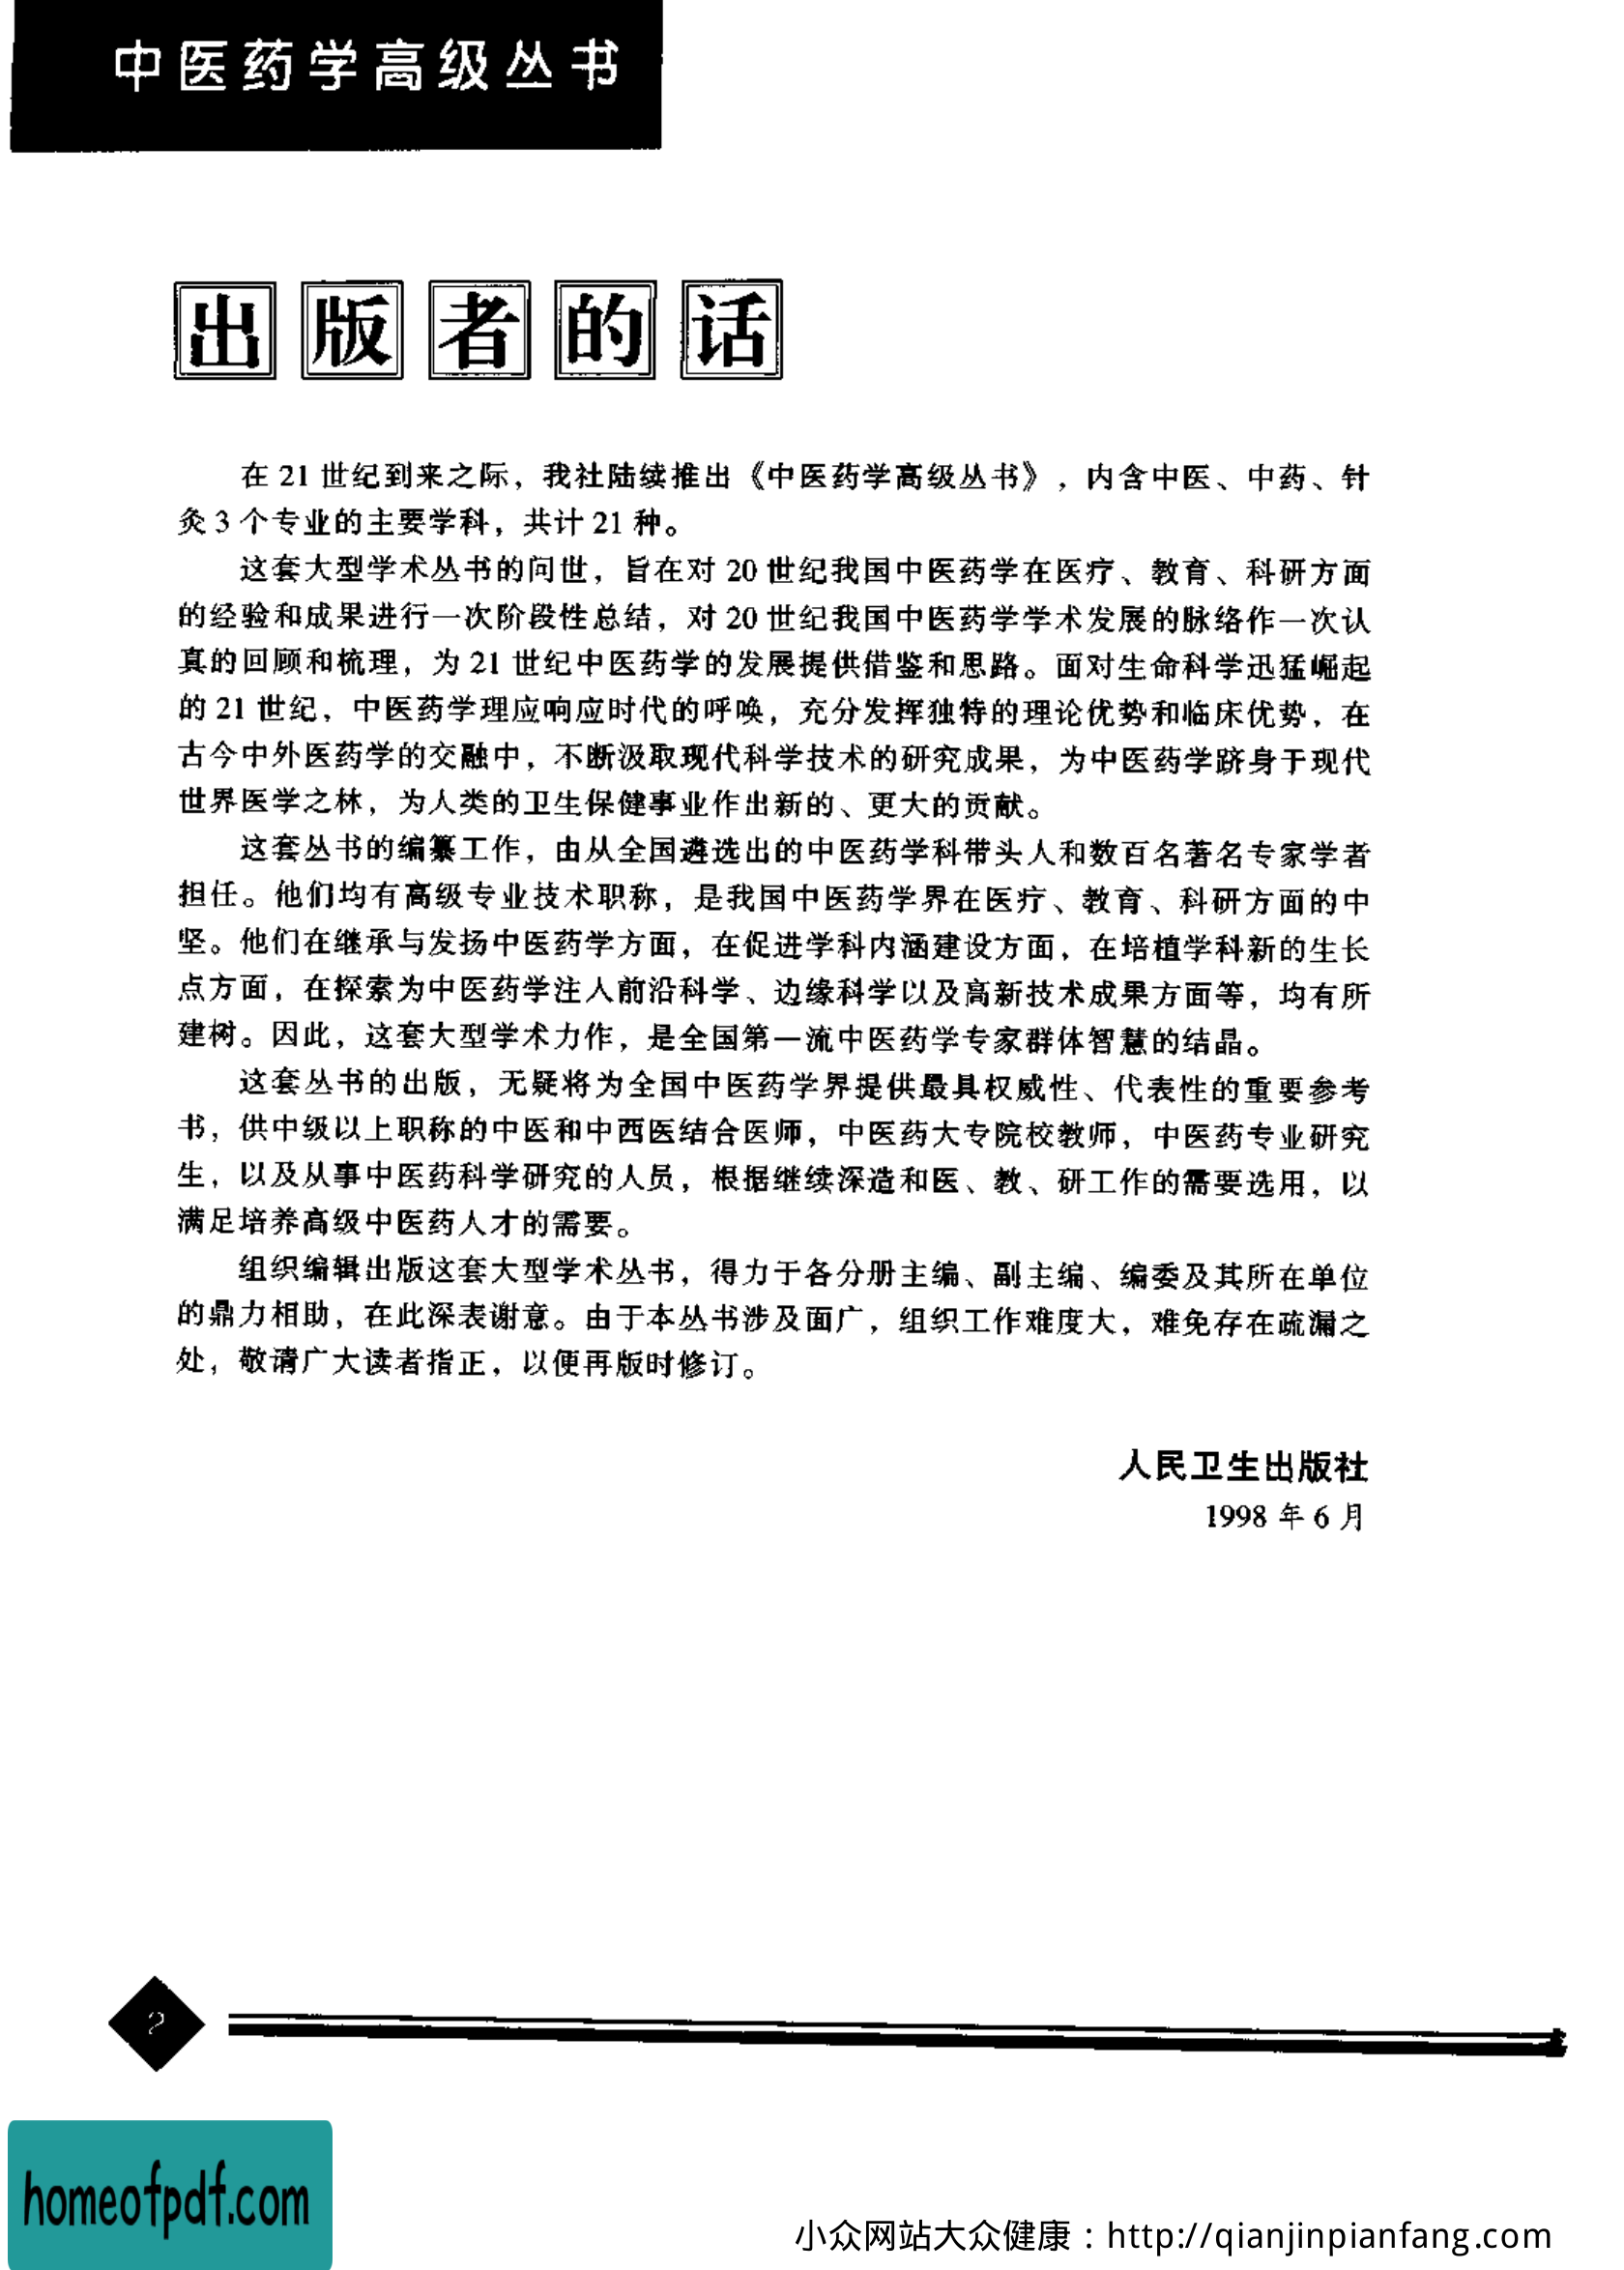 中医药学高级丛书
出版者的话
在 21 世纪到来之际，我社陆续推出《中医药学高级丛书》，内含中医、中药、针
灸 3 个专业的主要学科，共计 21 种。
这套大型学术丛书的问世，旨在对 20 世纪我国中医药学在医疗、教育、科研方面
的经验和成果进行一次阶段性总结，对 20 世纪我国中医药学学术发展的脉络作一次认
真的回顾和梳理，为 21 世纪中医药学的发展提供借鉴和思路。面对生命科学迅猛崛起
的 21 世纪，中医药学理应响应时代的呼唤，充分发挥独特的理论优势和临床优势，在
古今中外医药学的交融中，不断汲取现代科学技术的研究成果，为中医药学跻身于现代
世界医学之林，为人类的卫生保健事业作出新的、更大的贡献。
这套丛书的编纂工作，由从全国遴选出的中医药学科带头人和数百名著名专家学者
担任。他们均有高级专业技术职称，是我国中医药学界在医疗、教育、科研方面的中
坚。他们在继承与发扬中医药学方面，在促进学科内涵建设方面，在培植学科新的生长
点方面，在探索为中医药学注入前沿科学、边缘科学以及高新技术成果方面等，均有所
建树。因此，这套大型学术力作，是全国第一流中医药学专家群体智慧的结晶。
这套丛书的出版，无疑将为全国中医药学界提供最具权威性、代表性的重要参考
书，供中级以上职称的中医和中西医结合医师，中医药大专院校教师，中医药专业研究
生，以及从事中医药科学研究的人员，根据继续深造和医、教、研工作的需要选用，以
满足培养高级中医药人才的需要。
组织编辑出版这套大型学术丛书，得力于各分册主编、副主编、编委及其所在单位
的鼎力相助，在此深表谢意。由于本丛书涉及面广，组织工作难度大，难免存在疏漏之
处，敬请广大读者指正，以便再版时修订。
人民卫生出版社
1998 年 6 月
2
homeofpdf.com
小众网站大众健康：http://qianjinpianfang.com